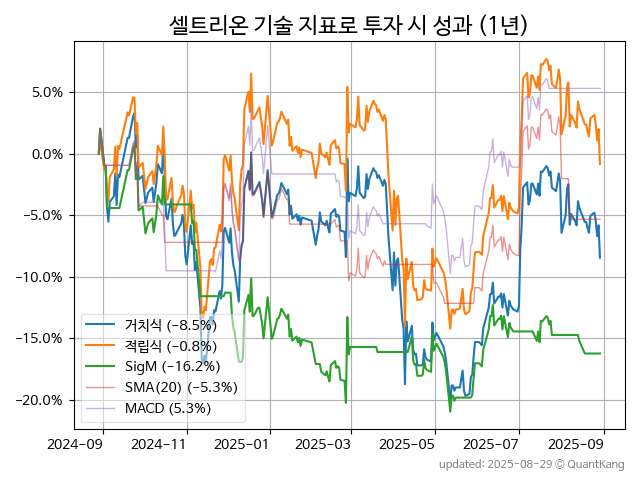 셀트리온 기술 지표로 투자 시 성과 (1년)
5.0%
0.0%
−5.0%
−10.0%
−15.0%
−20.0%
거치식 (−8.5%)
적립식 (−0.8%)
SigM (−16.2%)
SMA(20) (−5.3%)
MACD (5.3%)
2024-09 2024-11 2025-01 2025-03 2025-05 2025-07 2025-09
updated: 2025-08-29 © QuantKang